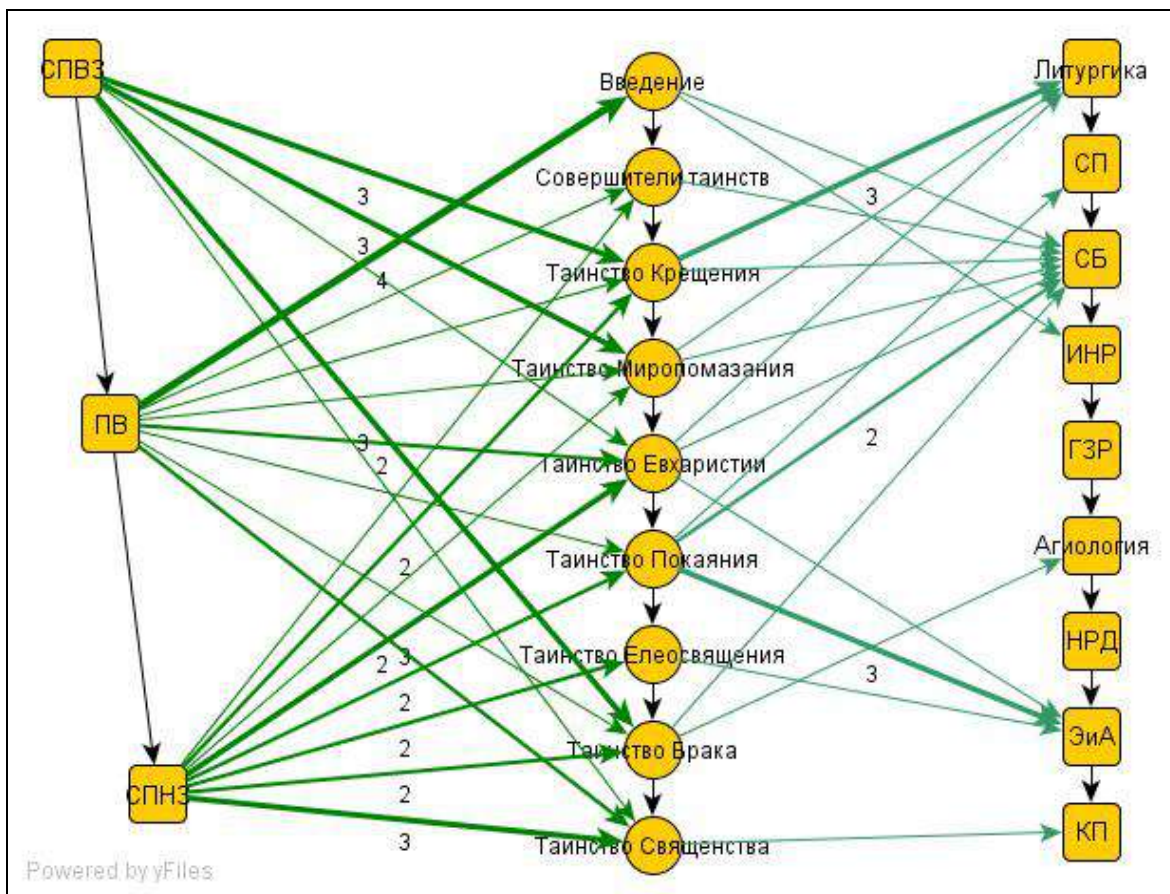 СПВЗ
ПВ
СПНЗ
Введение
Совершители таинств
Таинство Крещения
Таинство Миропомазания
Таинство Евхаристии
Таинство Покаяния
Таинство Елеосвящения
Таинство Брака
Таинство Священства
Литургика
СП
СБ
ИНР
ГЗР
Агиология
НРД
ЭиА
КП
3
3
4
3
2
2
3
2
2
2
2
3
3
2
3
Powered by yFiles